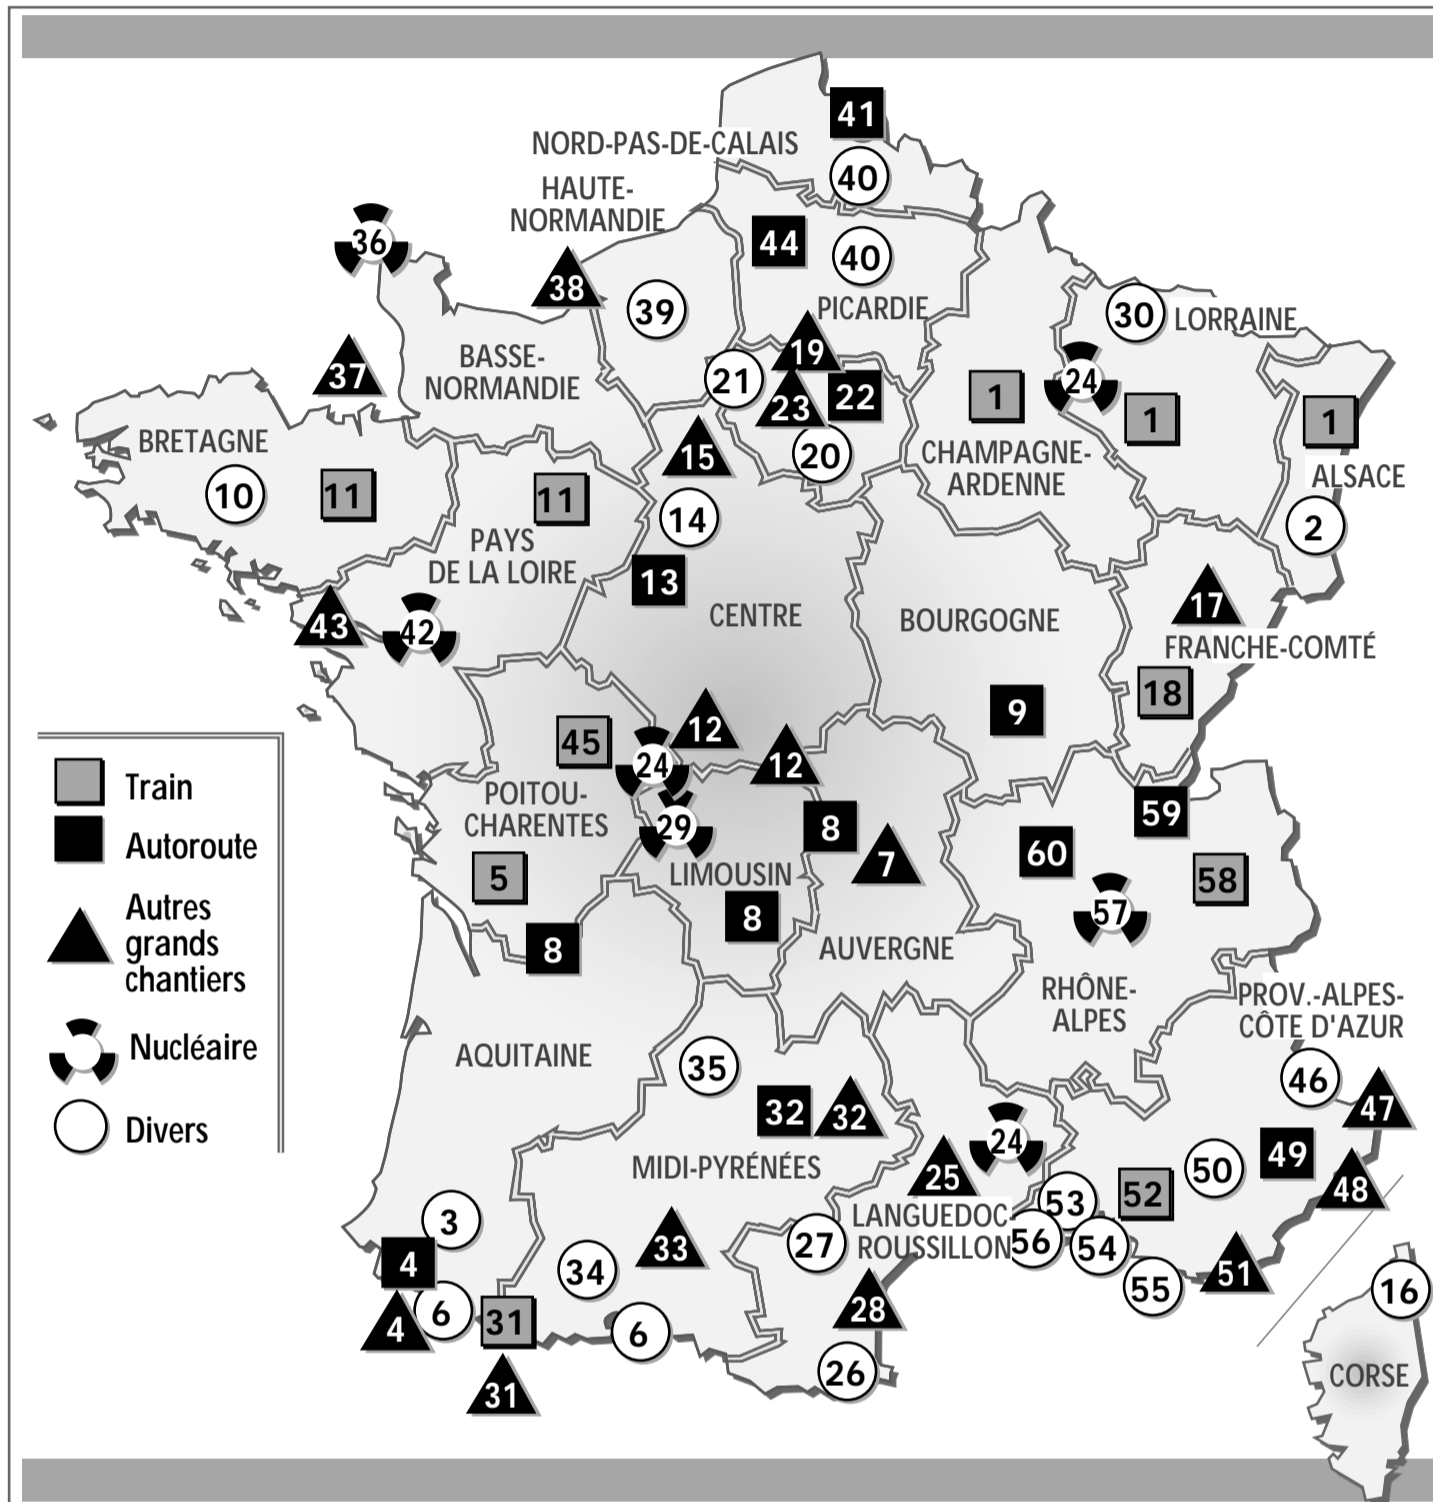 41
NORD-PAS-DE-CALAIS
40
HAUTE-
NORMANDIE
36
44
40
38
39
PICARDIE
30
LORRAINE
19
37
BASSE-
NORMANDIE
21
23
22
1
24
1
1
BRETAGNE
15
20
CHAMPAGNE-
ARDENNE
ALSACE
10
11
11
14
2
PAYS
DE LA LOIRE
13
CENTRE
BOURGOGNE
17
FRANCHE-COMTÉ
43
42
18
9
12
45
24
12
Train
Autoroute
Autres
grands
chantiers
Nucléaire
Divers
POITOU-
CHARENTES
29
8
59
60
7
5
LIMOUSIN
58
57
8
8
AUVERGNE
RHÔNE-
ALPES
PROV.-ALPES-
CÔTE D'AZUR
AQUITAINE
35
46
32
32
47
24
MIDI-PYRÉNÉES
25
50
49
48
52
53
LANGUEDOC-
ROUSSILLON
56
54
3
27
33
4
34
55
51
6
28
16
4
31
6
26
CORSE
31